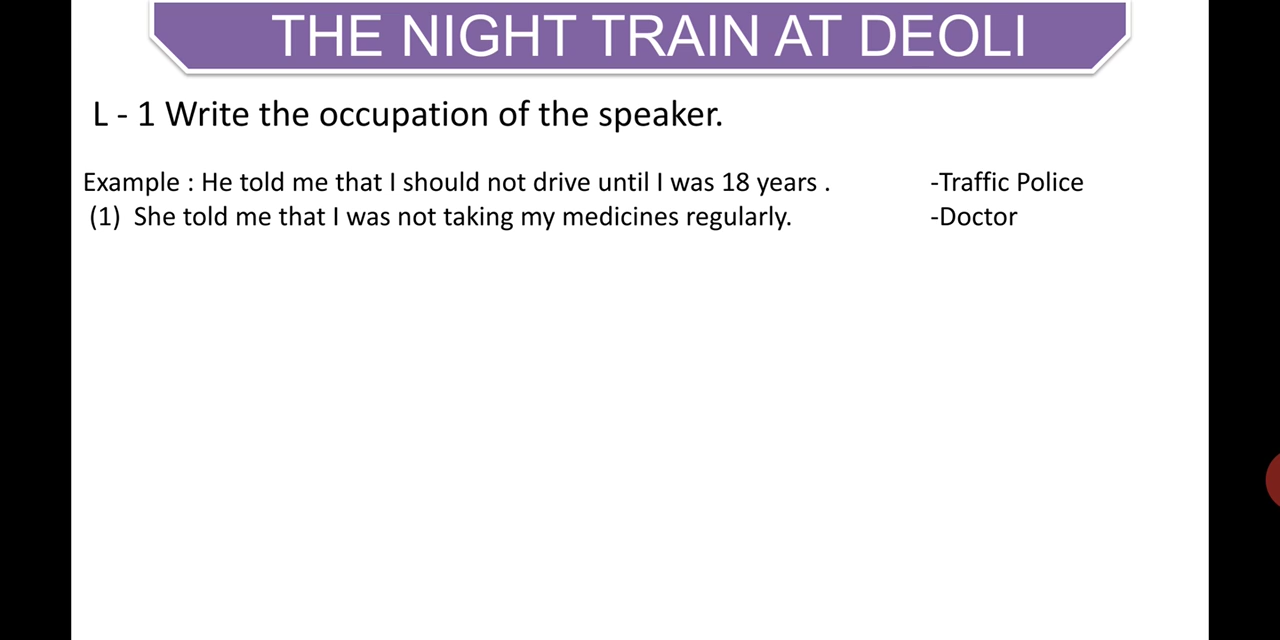 THE NIGHT TRAIN AT DEOLI
L - 1 Write the occupation of the speaker.
Example : He told me that I should not drive until I was 18 years . -Traffic Police
(1) She told me that I was not taking my medicines regularly. -Doctor